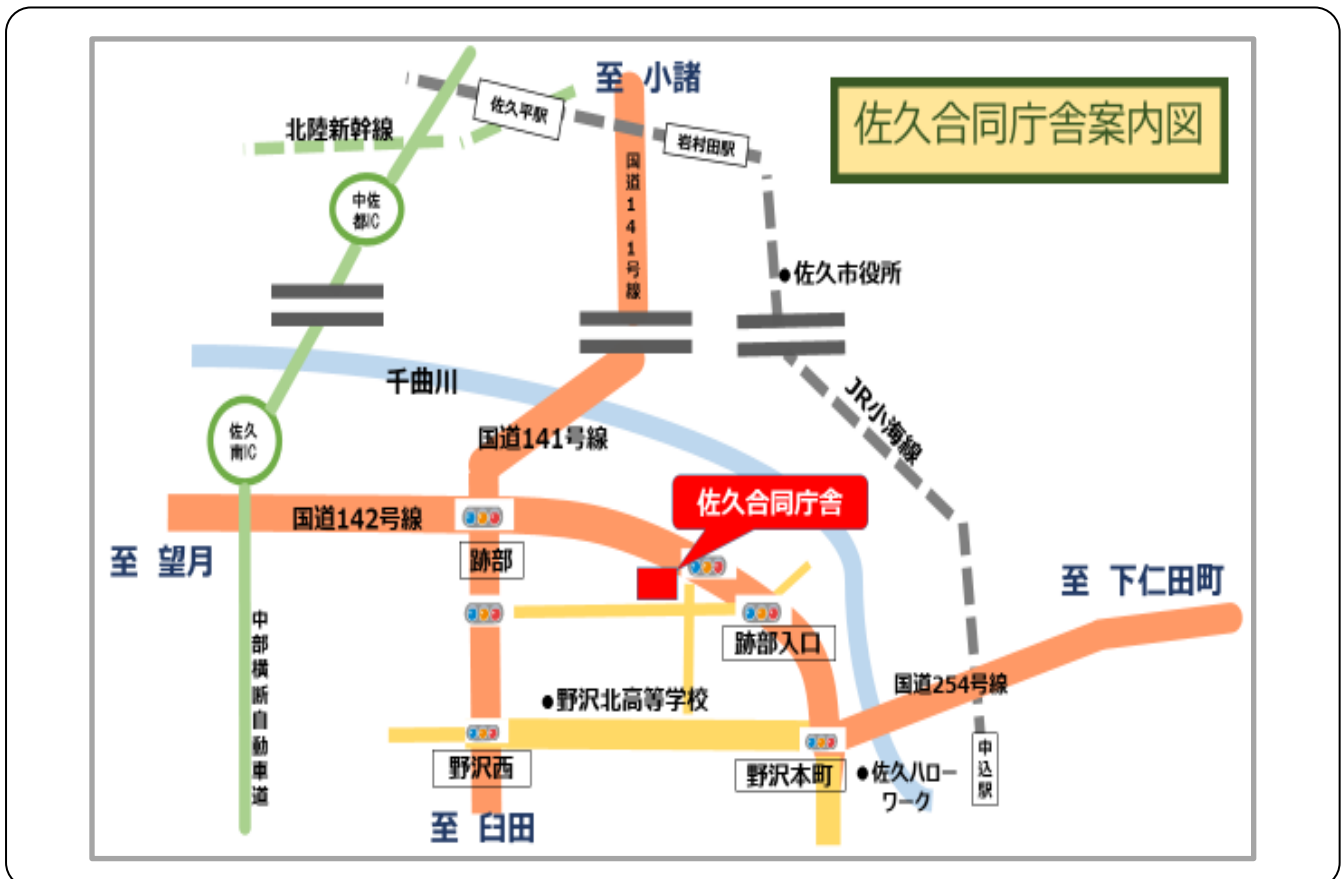 至 小諸
佐久合同庁舎案内図
佐久平駅
北陸新幹線
岩村田駅
国道141号線
中佐
都IC
佐久市役所
千曲川
JR小海線
佐久
南IC
国道141号線
佐久合同庁舎
国道142号線
至 望月
跡部
至 下仁田町
中部横断自動車道
跡部入口
国道254号線
野沢北高等学校
野沢西
野沢本町
佐久ハロー
ワーク
中込駅
至 臼田